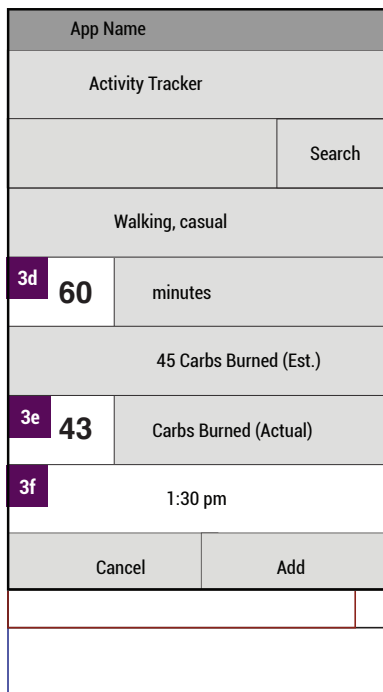 App Name
Activity Tracker
Search
Walking, casual
3d 60 minutes
45 Carbs Burned (Est.)
3e 43 Carbs Burned (Actual)
3f 1:30 pm
Cancel Add